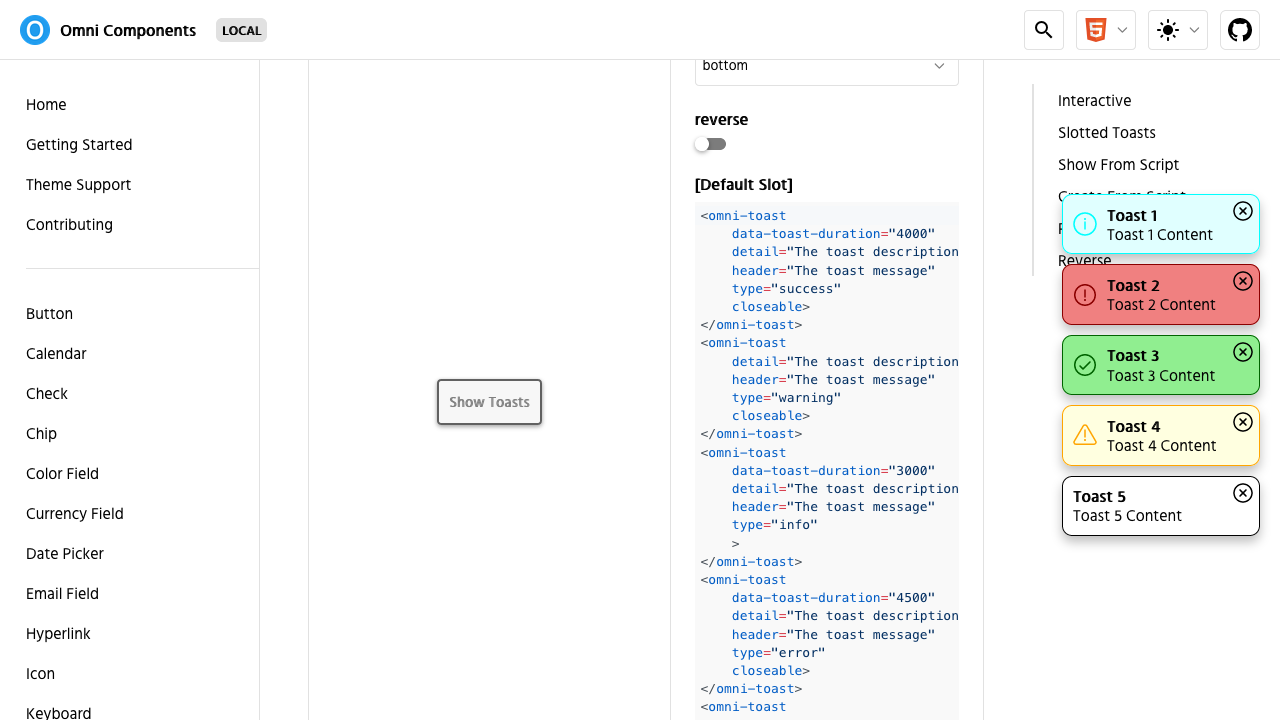 Omni Components
LOCAL
Home
Getting Started
Theme Support
Contributing
Button
Calendar
Check
Chip
Color Field
Currency Field
Date Picker
Email Field
Hyperlink
Icon
Keyboard
Show Toasts
bottom
reverse
[Default Slot]
<omni-toast
data-toast-duration="4000"
detail="The toast description
header="The toast message"
type="success"
closeable>
</omni-toast>
<omni-toast
detail="The toast description
header="The toast message"
type="warning"
closeable>
</omni-toast>
<omni-toast
data-toast-duration="3000"
detail="The toast description
header="The toast message"
type="info"
>
</omni-toast>
<omni-toast
data-toast-duration="4500"
detail="The toast description
header="The toast message"
type="error"
closeable>
</omni-toast>
<omni-toast
Interactive
Slotted Toasts
Show From Script
Create From Script
Reverse
Toast 1
Toast 1 Content
Toast 2
Toast 2 Content
Toast 3
Toast 3 Content
Toast 4
Toast 4 Content
Toast 5
Toast 5 Content